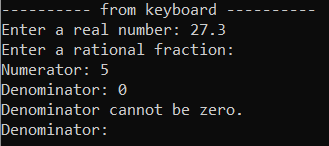 ---------- from keyboard ----------
Enter a real number: 27.3
Enter a rational fraction:
Numerator: 5
Denominator: 0
Denominator cannot be zero.
Denominator: